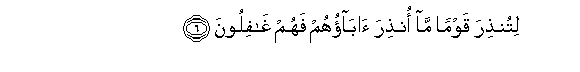 لِتُنذِرَ قَوْمًا مَّآ أُنذِرَ ءَابَآؤُهُمْ فَهُمْ غَـٰفِلُونَ ۝٦